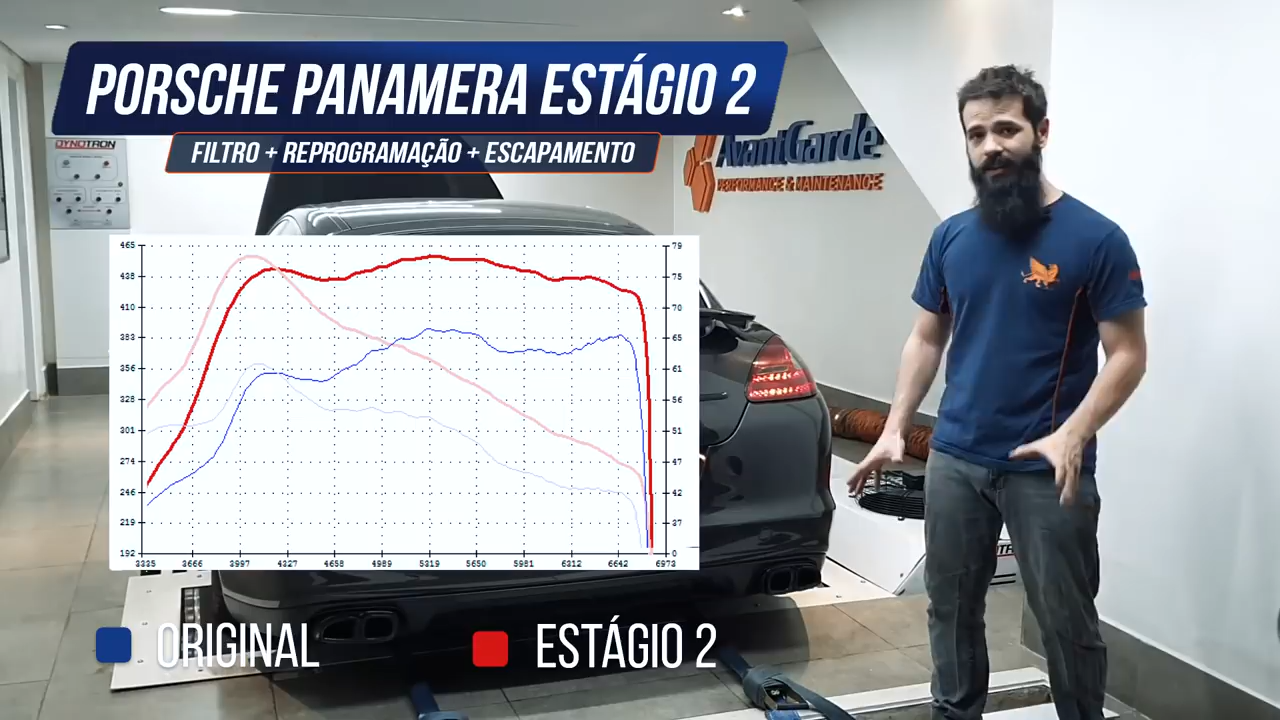 PORSCHE PANAMERA ESTÁGIO 2
FILTRO + REPROGRAMAÇÃO + ESCAPAMENTO
DYNOTRON
AvantGarde
PERFORMANCE & MAINTENANCE
465
438
410
383
356
328
301
274
246
219
192
79
75
70
65
61
56
51
47
42
37
0
3335 3666 3997 4327 4658 4989 5319 5650 5981 6312 6642 6973
ORIGINAL
ESTÁGIO 2